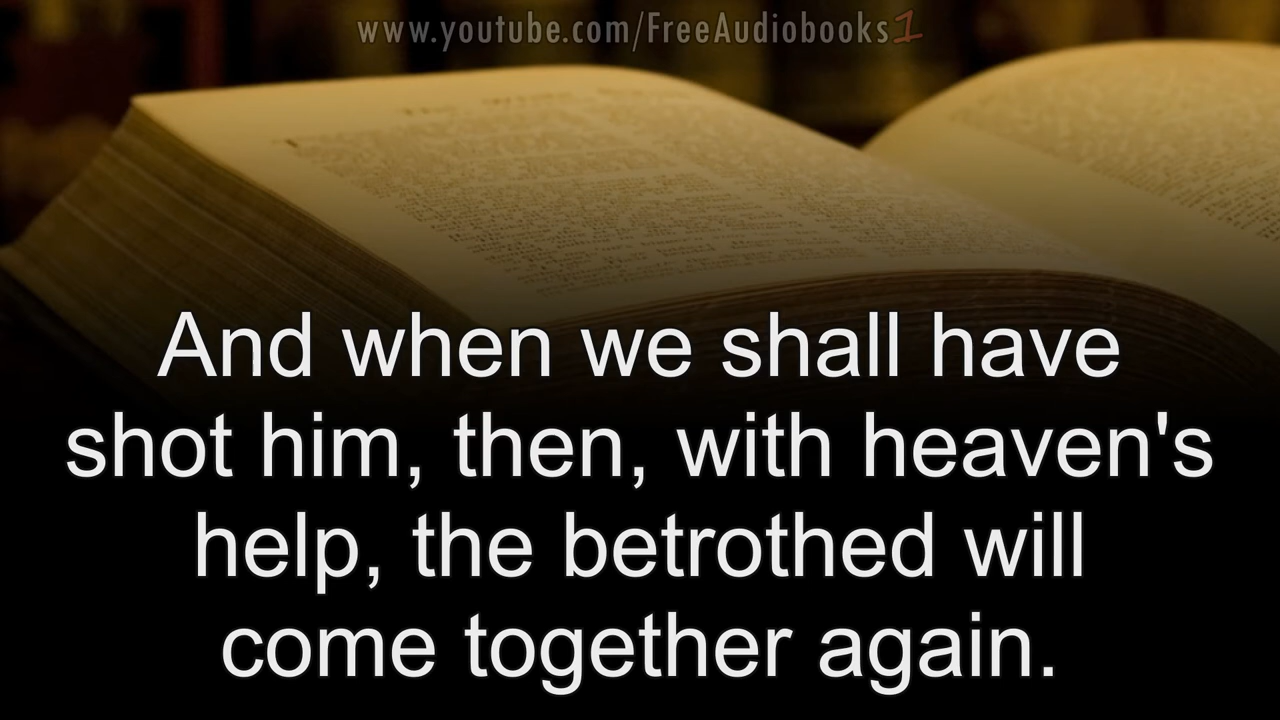 www.youtube.com/FreeAudiobooks1
And when we shall have
shot him, then, with heaven's
help, the betrothed will
come together again.